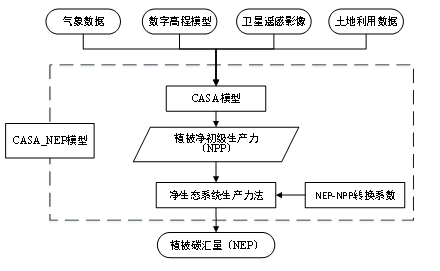 气象数据
数字高程模型
卫星遥感影像
土地利用数据
CASA模型
CASA_NEP模型
植被净初级生产力
（NPP）
净生态系统生产力法
NEP-NPP转换系数
植被碳汇量（NEP）